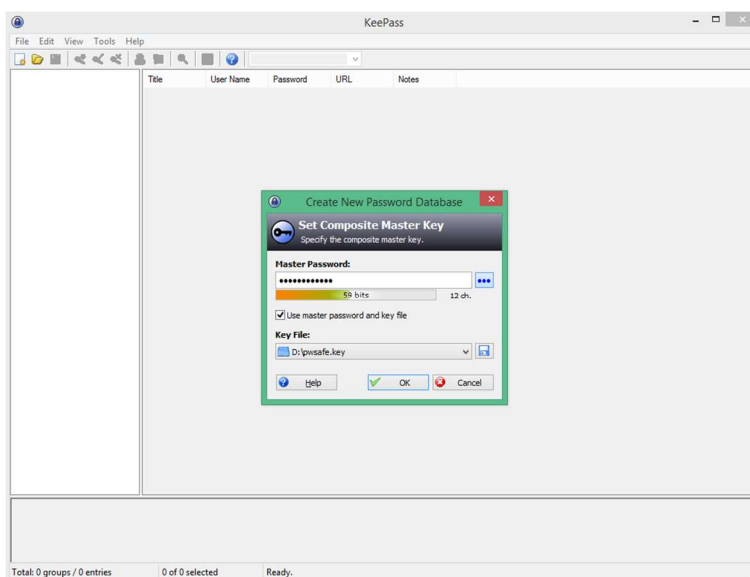 KeePass
File Edit View Tools Help
Title User Name Password URL Notes
Create New Password Database
Set Composite Master Key
Specify the composite master key.
Master Password:
59 bits 12 ch.
Use master password and key file
Key File:
D:\pwsafe.key
Help OK Cancel
Total: 0 groups / 0 entries 0 of 0 selected Ready.